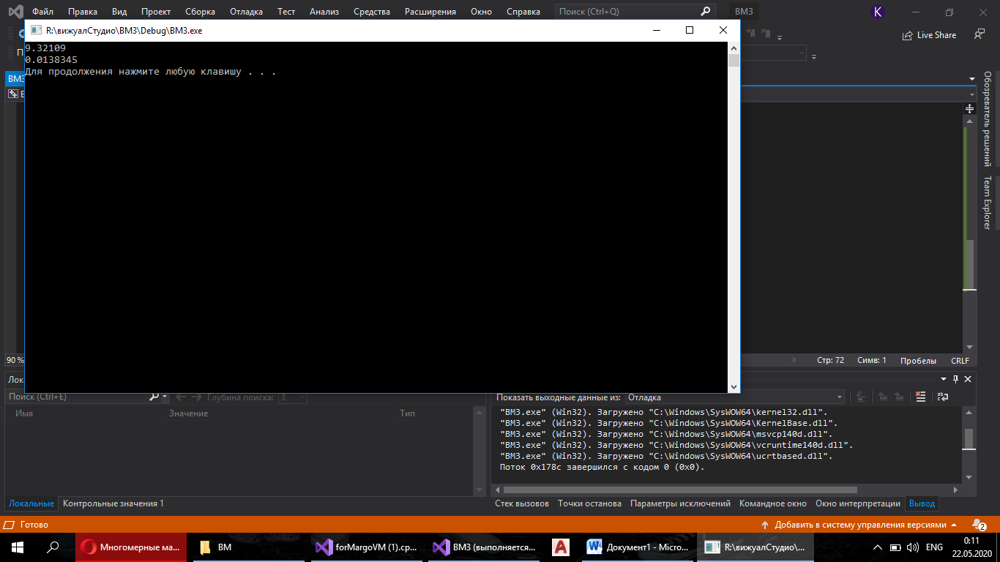 Файл Правка Вид Проект Сборка Отладка Тест Анализ Средства Расширения Окно Справка Поиск (Ctrl+Q) ВМ3 K
R:\вижуалСтудио\ВМ3\Debug\ВМ3.exe
Live Share
9.32109
0.0138345
Для продолжения нажмите любую клавишу . . .
П
ВМ3
Обозреватель решений
Team Explorer
90 %
Стр: 72 Симв: 1 Пробелы CRLF
Лок
Поиск (Ctrl+E) Глубина поиска: 3
Показать выходные данные из: Отладка
Имя Значение Тип
"ВМ3.exe" (Win32). Загружено "C:\Windows\SysWOW64\kernel32.dll".
"ВМ3.exe" (Win32). Загружено "C:\Windows\SysWOW64\KernelBase.dll".
"ВМ3.exe" (Win32). Загружено "C:\Windows\SysWOW64\msvcp140d.dll".
"ВМ3.exe" (Win32). Загружено "C:\Windows\SysWOW64\vcruntime140d.dll".
"ВМ3.exe" (Win32). Загружено "C:\Windows\SysWOW64\ucrtbased.dll".
Поток 0x178c завершился с кодом 0 (0x0).
Локальные Контрольные значения 1
Стек вызовов Точки останова Параметры исключений Командное окно Окно интерпретации Вывод
Готово
Добавить в систему управления версиями 2
Многомерные ма... ВМ forMargoVM (1).cp... ВМ3 (выполняется... Документ1 - Micro... R:\вижуалСтудио\... ENG
0:11
22.05.2020